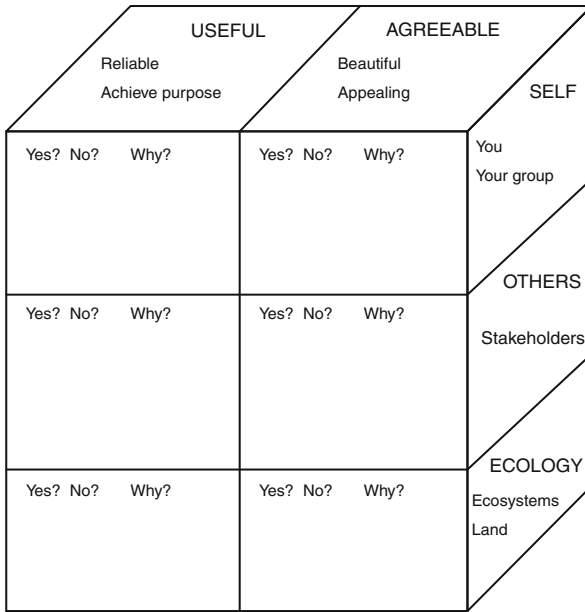 USEFUL
Reliable
Achieve purpose
AGREEABLE
Beautiful
Appealing
SELF
You
Your group
Yes? No? Why?
Yes? No? Why?
OTHERS
Stakeholders
Yes? No? Why?
Yes? No? Why?
ECOLOGY
Ecosystems
Land
Yes? No? Why?
Yes? No? Why?